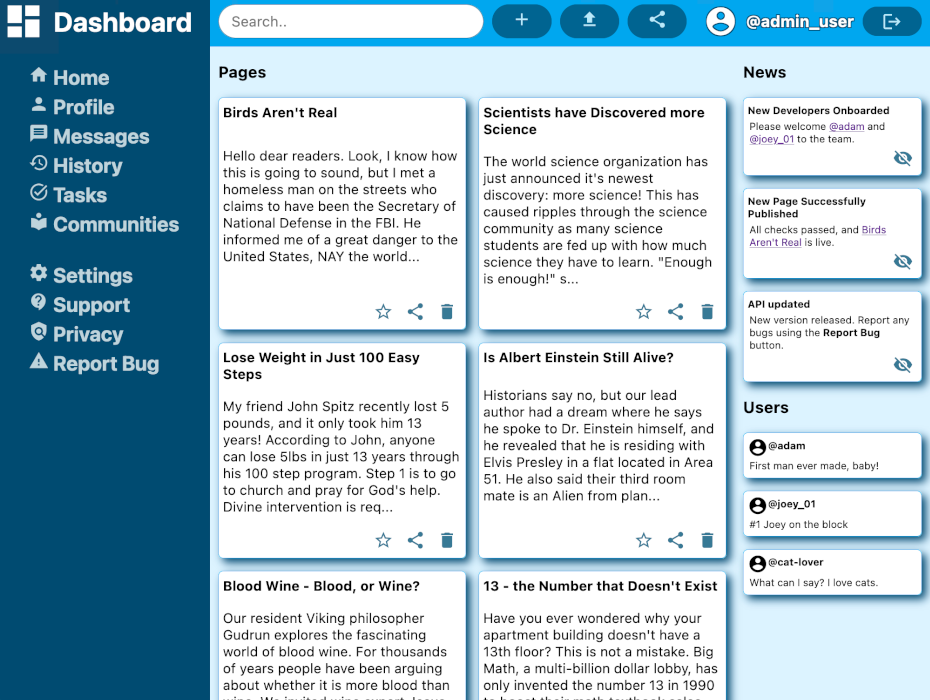 Dashboard
Home
Profile
Messages
History
Tasks
Communities
Settings
Support
Privacy
Report Bug
Search..
@admin_user
Pages
Birds Aren't Real
Hello dear readers. Look, I know how
this is going to sound, but I met a
homeless man on the streets who
claims to have been the Secretary of
National Defense in the FBI. He
informed me of a great danger to the
United States, NAY the world...
Scientists have Discovered more
Science
The world science organization has
just announced it's newest
discovery: more science! This has
caused ripples through the science
community as many science
students are fed up with how much
science they have to learn. "Enough
is enough!" s...
Lose Weight in Just 100 Easy
Steps
My friend John Spitz recently lost 5
pounds, and it only took him 13
years! According to John, anyone
can lose 5lbs in just 13 years through
his 100 step program. Step 1 is to go
to church and pray for God's help.
Divine intervention is req...
Is Albert Einstein Still Alive?
Historians say no, but our lead
author had a dream where he says
he spoke to Dr. Einstein himself, and
he revealed that he is residing with
Elvis Presley in a flat located in Area
51. He also said their third room
mate is an Alien from plan...
Blood Wine - Blood, or Wine?
Our resident Viking philosopher
Gudrun explores the fascinating
world of blood wine. For thousands
of years people have been arguing
about whether it is more blood than
13 - the Number that Doesn't Exist
Have you ever wondered why your
apartment building doesn't have a
13th floor? This is not a mistake. Big
Math, a multi-billion dollar lobby, has
only invented the number 13 in 1990
News
New Developers Onboarded
Please welcome @adam and
@joey_01 to the team.
New Page Successfully
Published
All checks passed, and Birds
Aren't Real is live.
API updated
New version released. Report any
bugs using the Report Bug
button.
Users
@adam
First man ever made, baby!
@joey_01
#1 Joey on the block
@cat-lover
What can I say? I love cats.